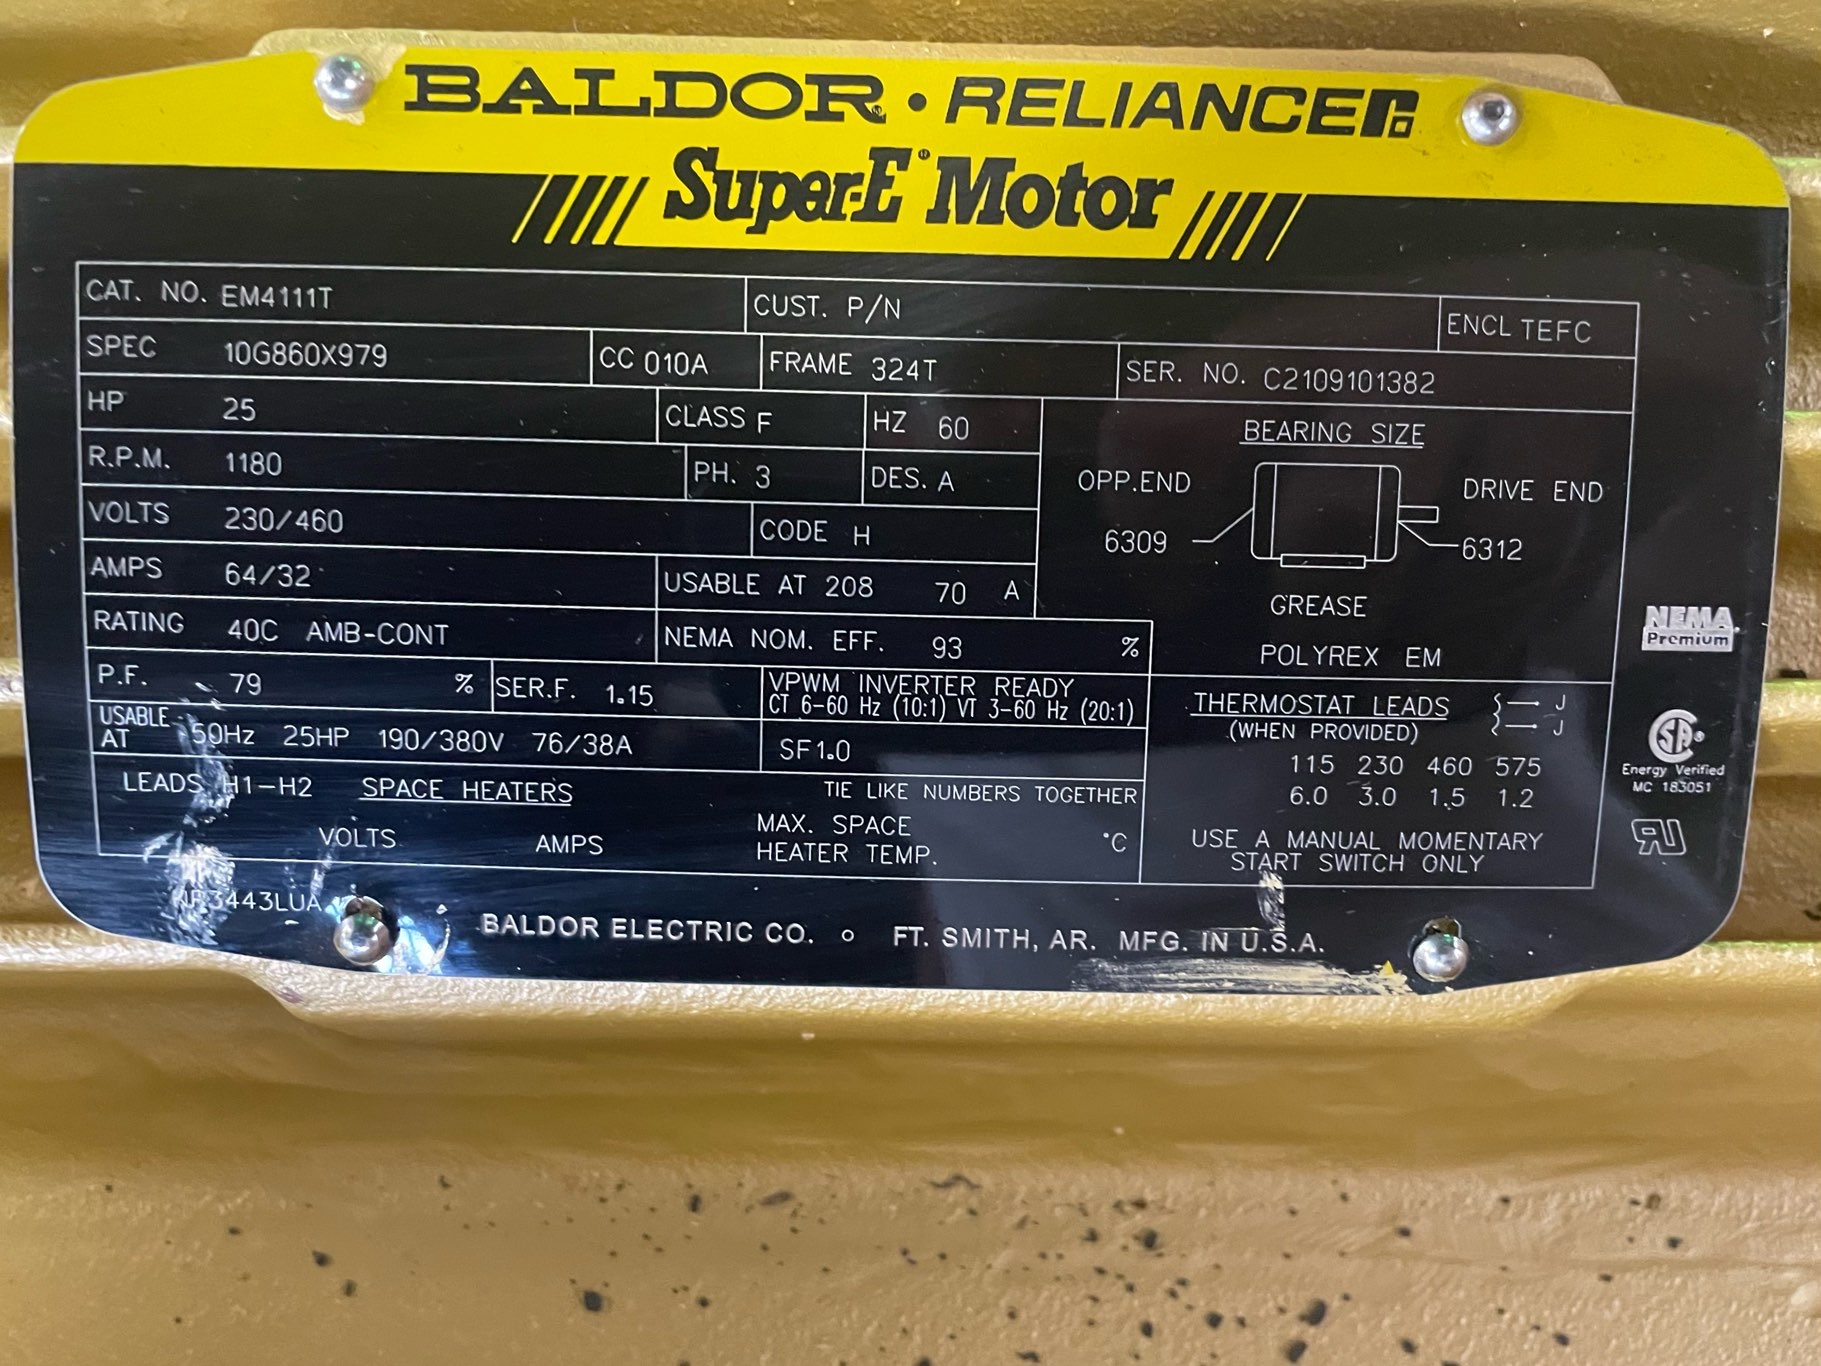 BALDOR • RELIANCE
Super-E® Motor
CAT. NO. EM4111T CUST. P/N ENCL TEFC
SPEC 10G860X979 CC 010A FRAME 324T SER. NO. C2109101382
HP 25 CLASS F HZ 60
R.P.M. 1180 PH. 3 DES. A
VOLTS 230/460 CODE H
AMPS 64/32 USABLE AT 208 70 A
RATING 40C AMB-CONT NEMA NOM. EFF. 93 %
P.F. 79 % SER.F. 1.15 VPWM INVERTER READY
CT 6-60 Hz (10:1) VT 3-60 Hz (20:1)
USABLE AT 50Hz 25HP 190/380V 76/38A SF1.0
LEADS H1-H2 SPACE HEATERS TIE LIKE NUMBERS TOGETHER
VOLTS AMPS MAX. SPACE
HEATER TEMP. °C
BEARING SIZE
OPP.END DRIVE END
6309 6312
GREASE
POLYREX EM
THERMOSTAT LEADS J
(WHEN PROVIDED) J
115 230 460 575
6.0 3.0 1.5 1.2
USE A MANUAL MOMENTARY
START SWITCH ONLY
NEMA
Premium
Energy Verified
MC 183051
BALDOR ELECTRIC CO. o FT. SMITH, AR. MFG. IN U.S.A.